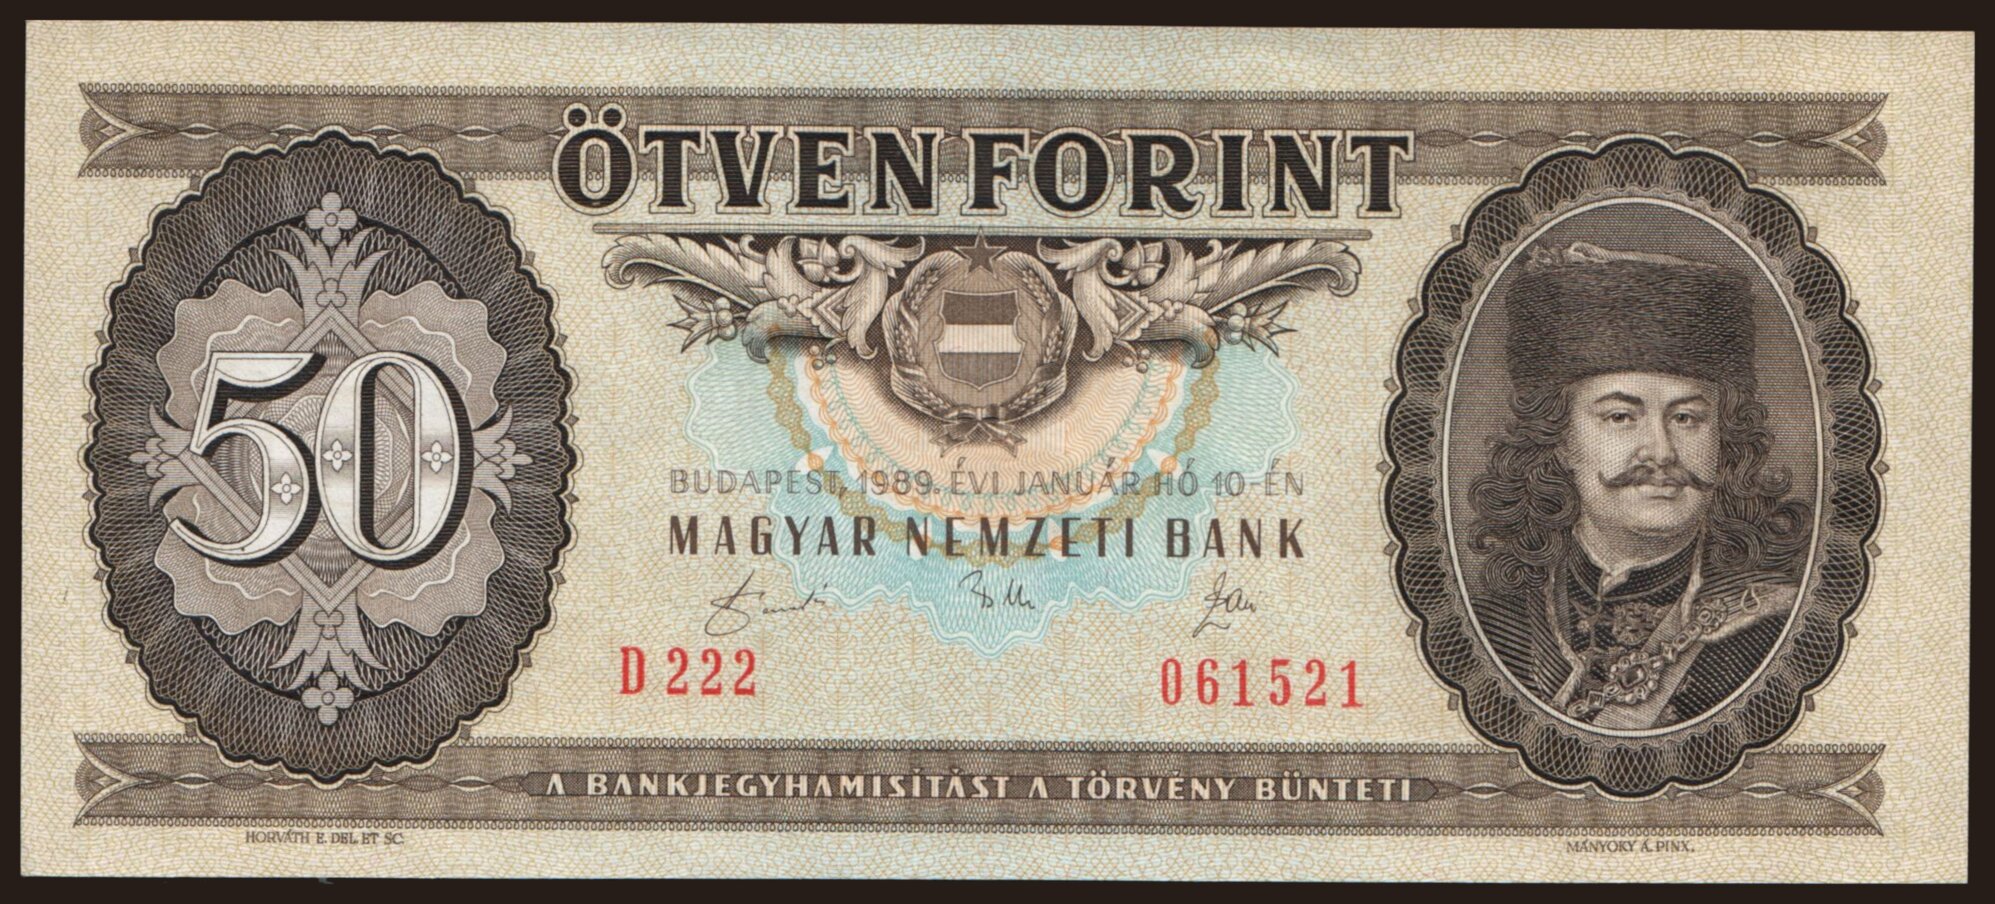 ÖTVEN FORINT
50
BUDAPEST, 1989. ÉVI JANUÁR HÓ 10-ÉN
MAGYAR NEMZETI BANK
D 222
061521
A BANKJEGYHAMISÍTÁST A TÖRVÉNY BÜNTETI
HORVÁTH E. DEL. ET SC.
MÁNYOKY Á. PINX.